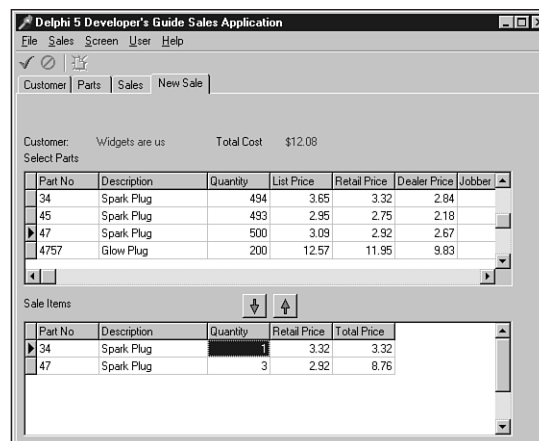 Delphi 5 Developer's Guide Sales Application
File Sales Screen User Help
Customer Parts Sales New Sale
Customer: Widgets are us Total Cost $12.08
Select Parts
Part No Description Quantity List Price Retail Price Dealer Price Jobber
34 Spark Plug 494 3.65 3.32 2.84
45 Spark Plug 493 2.95 2.75 2.18
47 Spark Plug 500 3.09 2.92 2.67
4757 Glow Plug 200 12.57 11.95 9.83
Sale Items
Part No Description Quantity Retail Price Total Price
34 Spark Plug 1 3.32 3.32
47 Spark Plug 3 2.92 8.76